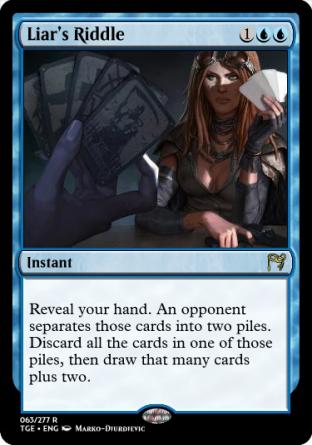 Liar's Riddle 1
Instant
Reveal your hand. An opponent
separates those cards into two piles.
Discard all the cards in one of those
piles, then draw that many cards
plus two.
063/277 R
TGE • ENG Marko-Djurdjevic